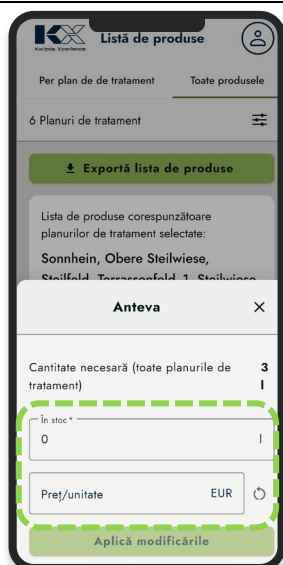 KX
Kwizda Xperience
Listă de produse
Per plan de de tratament
Toate produsele
6 Planuri de tratament
Exportă lista de produse
Lista de produse corespunzătoare
planurilor de tratament selectate:
Sonnhein, Obere Steilwiese,
Steilfeld, Terrassenfeld 1, Steilwiese
Anteva
Cantitate necesară (toate planurile de 3
tratament) l
În stoc*
0 l
Preț/unitate EUR
Aplică modificările